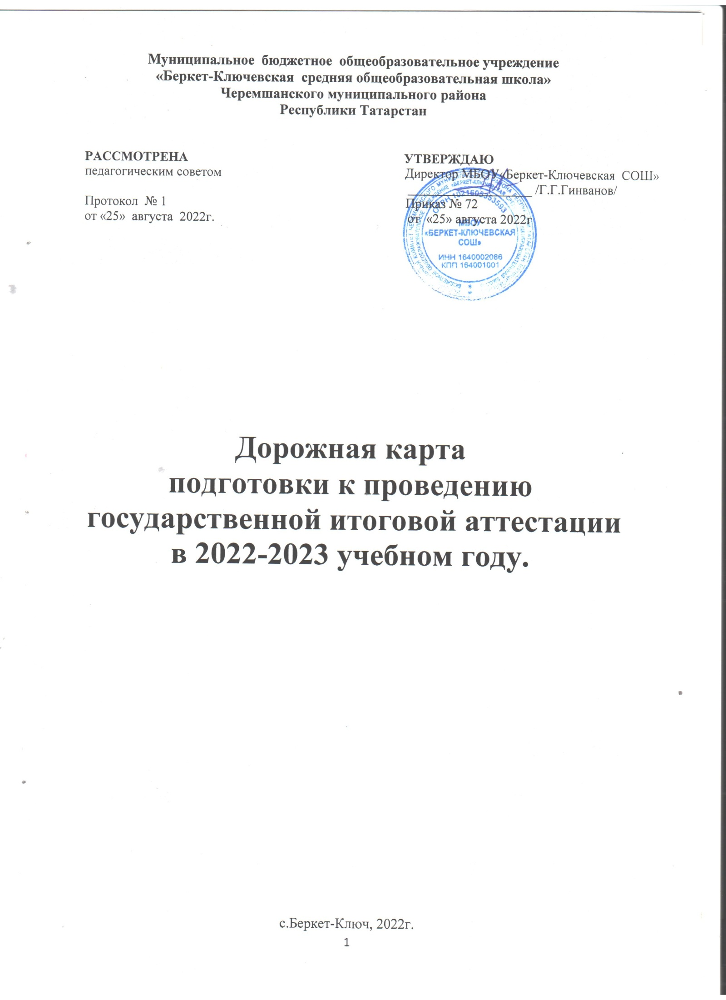 Муниципальное бюджетное общеобразовательное учреждение
«Беркет-Ключевская средняя общеобразовательная школа»
Черемшанского муниципального района
Республики Татарстан
РАССМОТРЕНА
педагогическим советом
Протокол № 1
от «25» августа 2022г.
УТВЕРЖДАЮ
Директор МБОУ«Беркет-Ключевская СОШ»
/Г.Г.Гинванов/
Приказ № 72
от «25» августа 2022г
ОГРН 1021605353593
МБОУ
«БЕРКЕТ-КЛЮЧЕВСКАЯ
СОШ»
ИНН 1640002086
КПП 164001001
Дорожная карта
подготовки к проведению
государственной итоговой аттестации
в 2022-2023 учебном году.
с.Беркет-Ключ, 2022г.
1